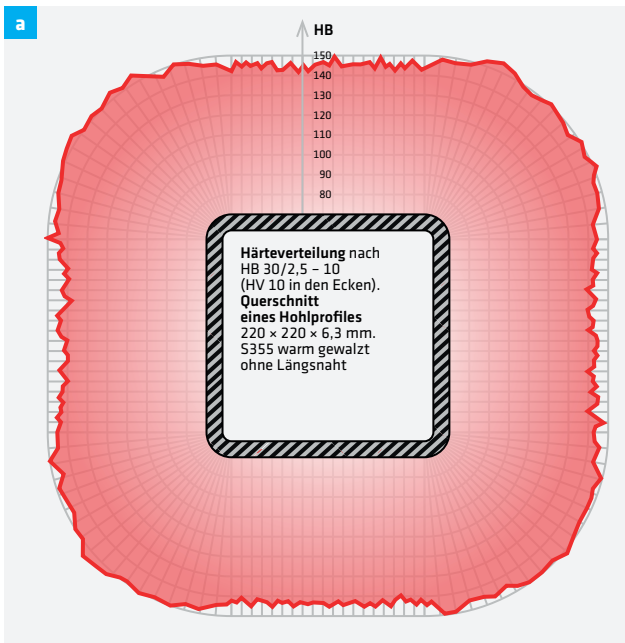 a
HB
150
140
130
120
110
100
90
80
Härteverteilung nach
HB 30/2,5 – 10
(HV 10 in den Ecken).
Querschnitt
eines Hohlprofiles
220 × 220 × 6,3 mm.
S355 warm gewalzt
ohne Längsnaht